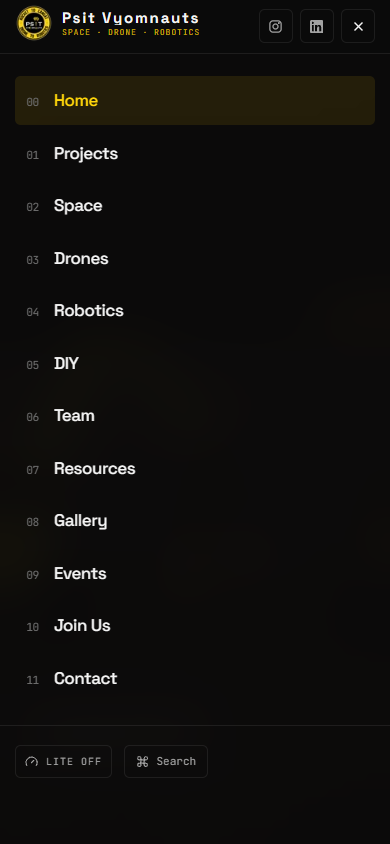 PSIT
Psit Vyomnauts
SPACE · DRONE · ROBOTICS
00 Home
01 Projects
02 Space
03 Drones
04 Robotics
05 DIY
06 Team
07 Resources
08 Gallery
09 Events
10 Join Us
11 Contact
LITE OFF
Search